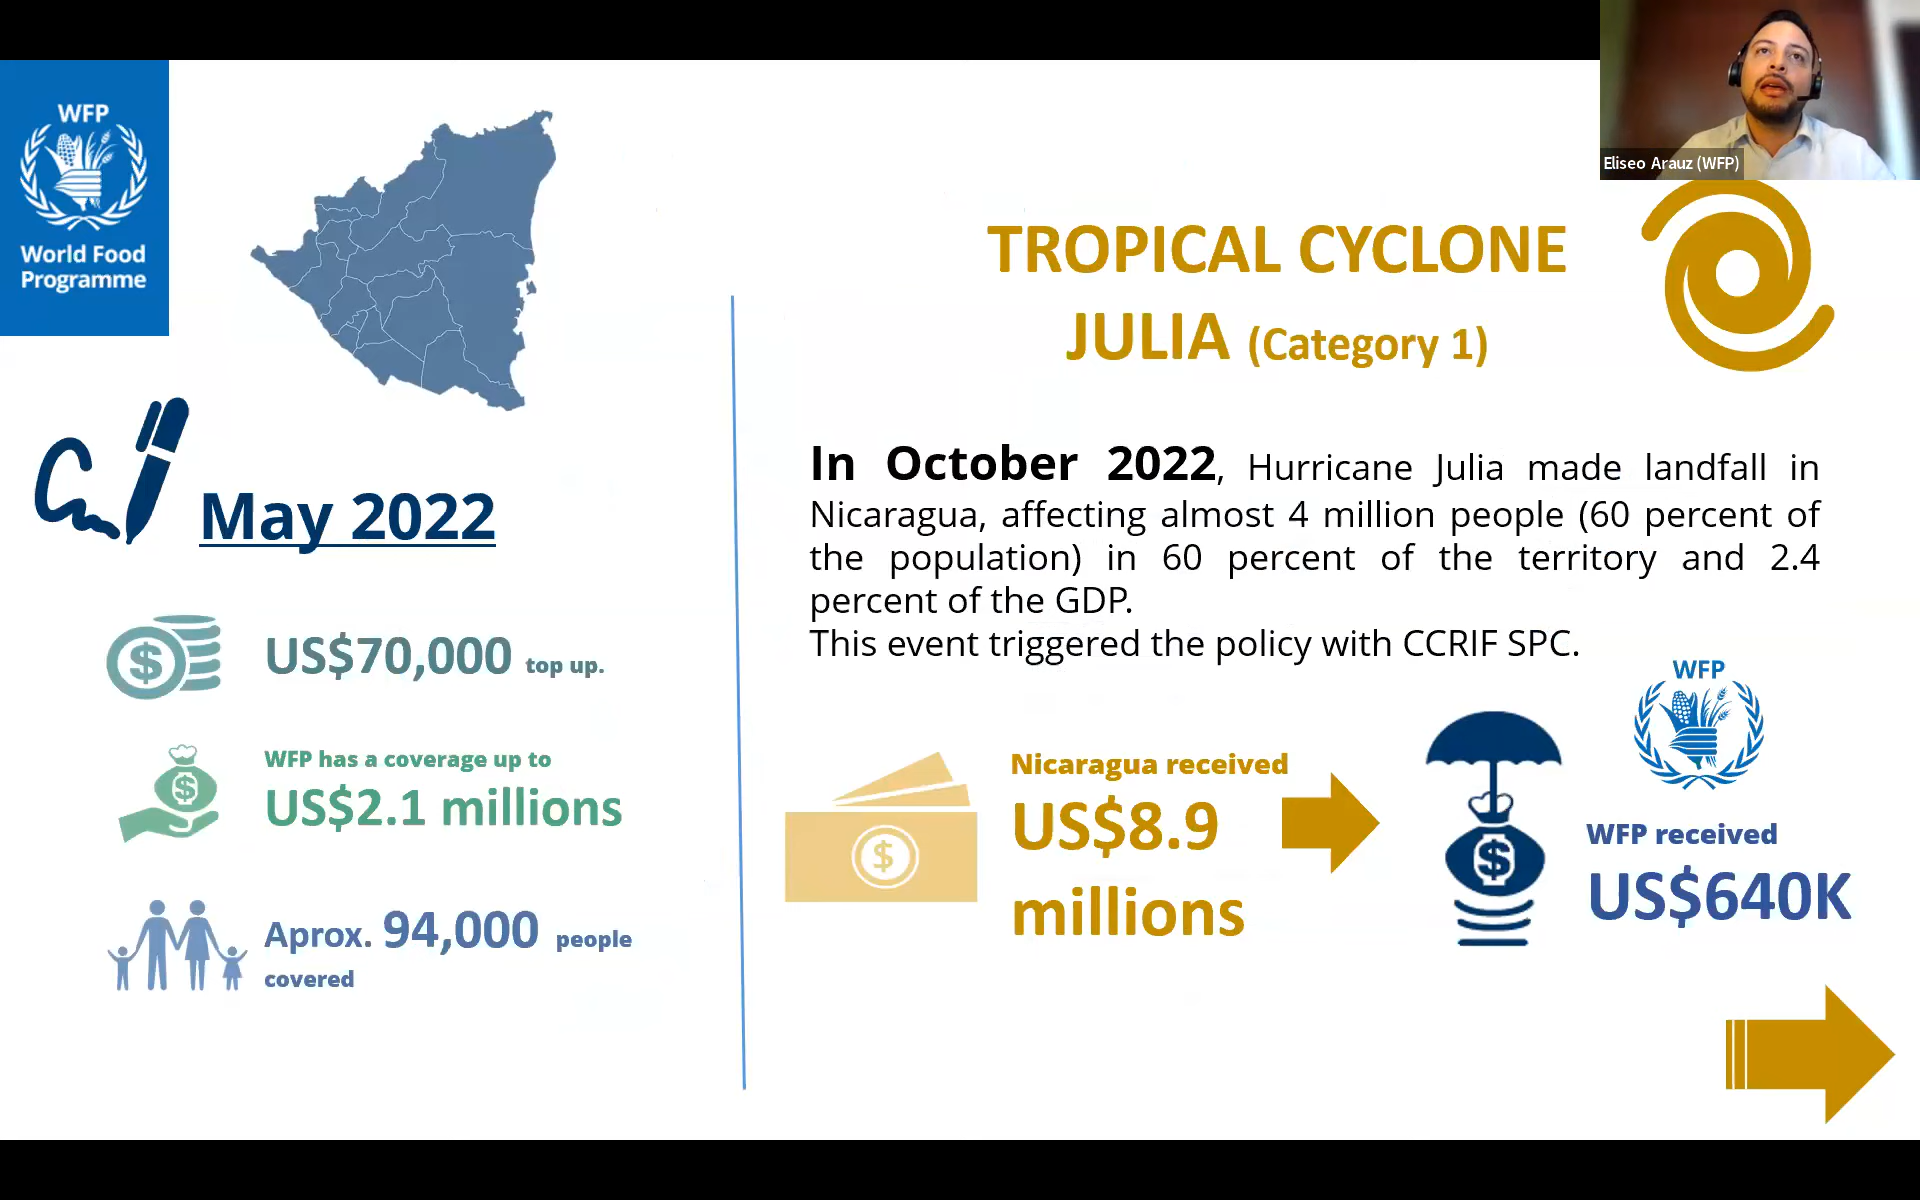 WFP
World Food
Programme
May 2022
US$70,000 top up.
WFP has a coverage up to
US$2.1 millions
Aprox. 94,000 people
covered
Eliseo Arauz (WFP)
TROPICAL CYCLONE
JULIA (Category 1)
In October 2022, Hurricane Julia made landfall in
Nicaragua, affecting almost 4 million people (60 percent of
the population) in 60 percent of the territory and 2.4
percent of the GDP.
This event triggered the policy with CCRIF SPC.
Nicaragua received
US$8.9
millions
WFP
WFP received
US$640K